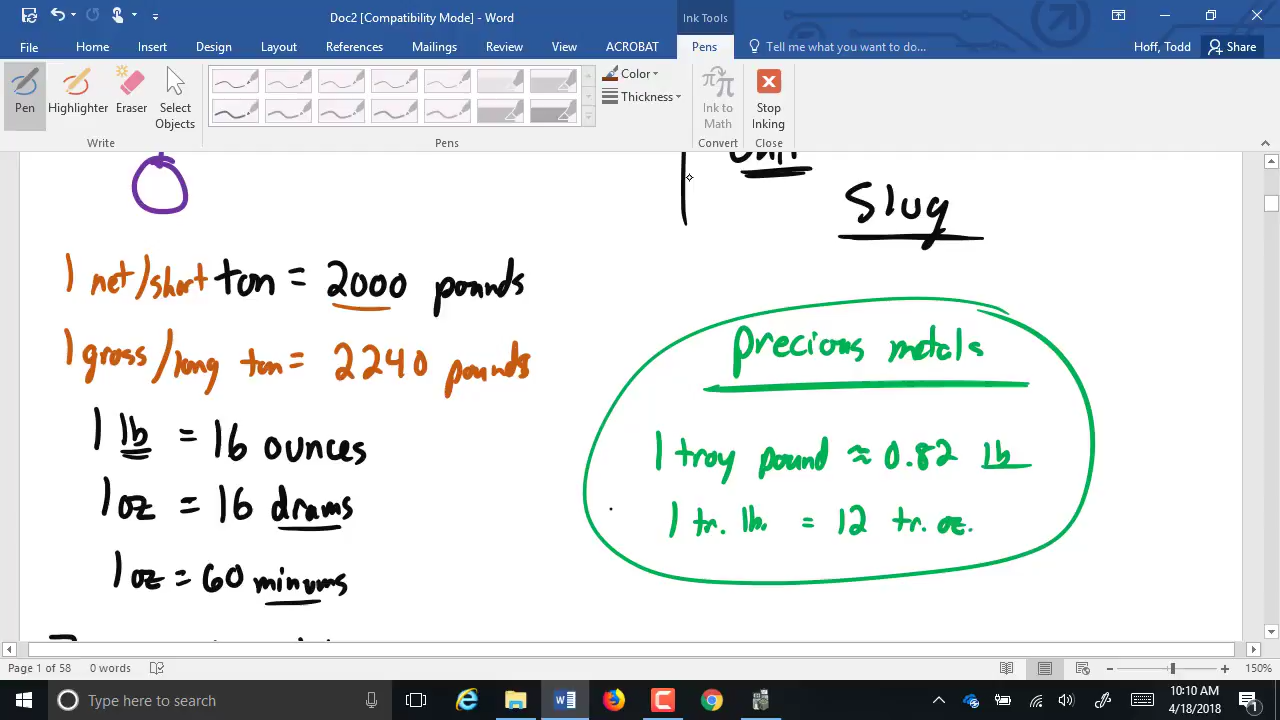 Doc2 [Compatibility Mode] - Word
Ink Tools
File Home Insert Design Layout References Mailings Review View ACROBAT Pens Tell me what you want to do... Hoff, Todd Share
Pen Highlighter Eraser Select Objects
Color
Thickness
Ink to Math
Stop Inking
Write Pens Convert Close
Slug
1 net/short ton = 2000 pounds
1 gross/long ton = 2240 pounds
1 lb = 16 ounces
1 oz = 16 drams
1 oz = 60 minums
precious metals
1 troy pound ≈ 0.82 lb
1 tr. lb. = 12 tr. oz.
Page 1 of 58 0 words 150%
Type here to search
10:10 AM
4/18/2018
1